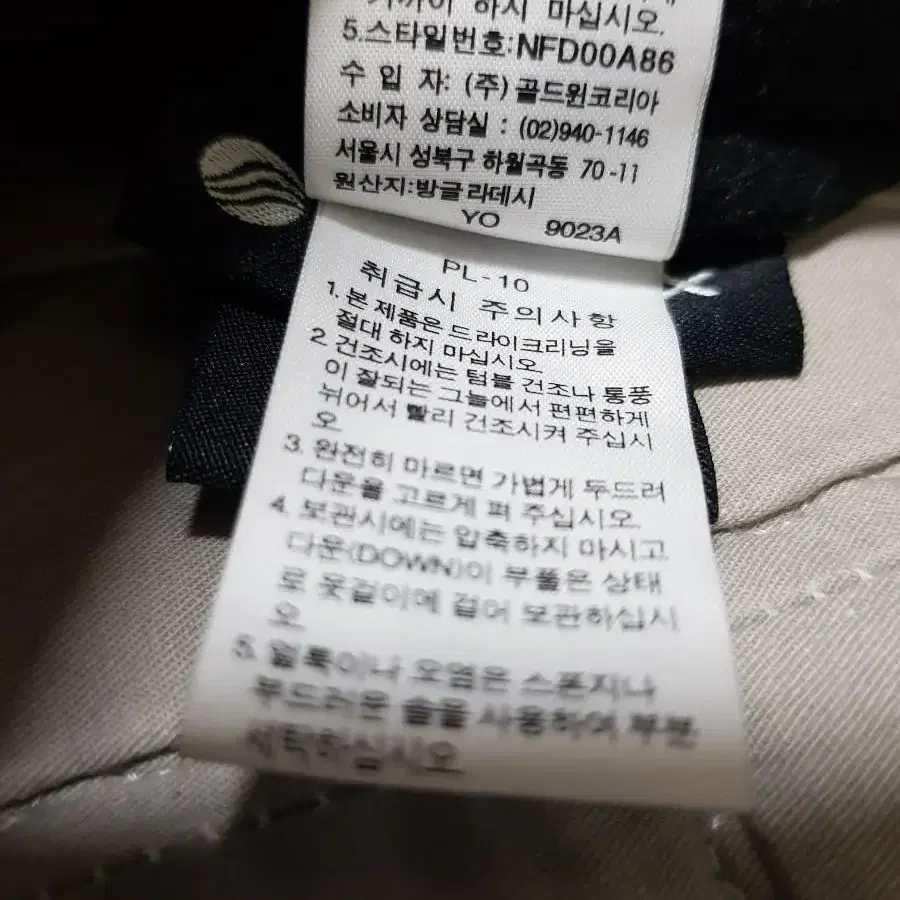 가까이 하지 마십시오.
5.스타일번호:NFD00A86
수 입 자: (주) 골드윈코리아
소비자 상담실 : (02)940-1146
서울시 성북구 하월곡동 70-11
원산지:방글라데시
YO 9023A
PL-10
취급시 주의사항
1. 본 제품은 드라이크리닝을
절대 하지 마십시오.
2 건조시에는 텀블 건조나 통풍
이 잘되는 그늘에서 편편하게
뉘어서 빨리 건조시켜 주십시
오
3. 완전히 마르면 가볍게 두드려
다운을 고르게 펴 주십시오.
4. 보관시에는 압축하지 마시고
다운(DOWN)이 부풀은 상태
로 옷걸이에 걸어 보관하십시
오
5. 얼룩이나 오염은 스폰지나
부드러운 솔을 사용하여 부분
세탁하십시오